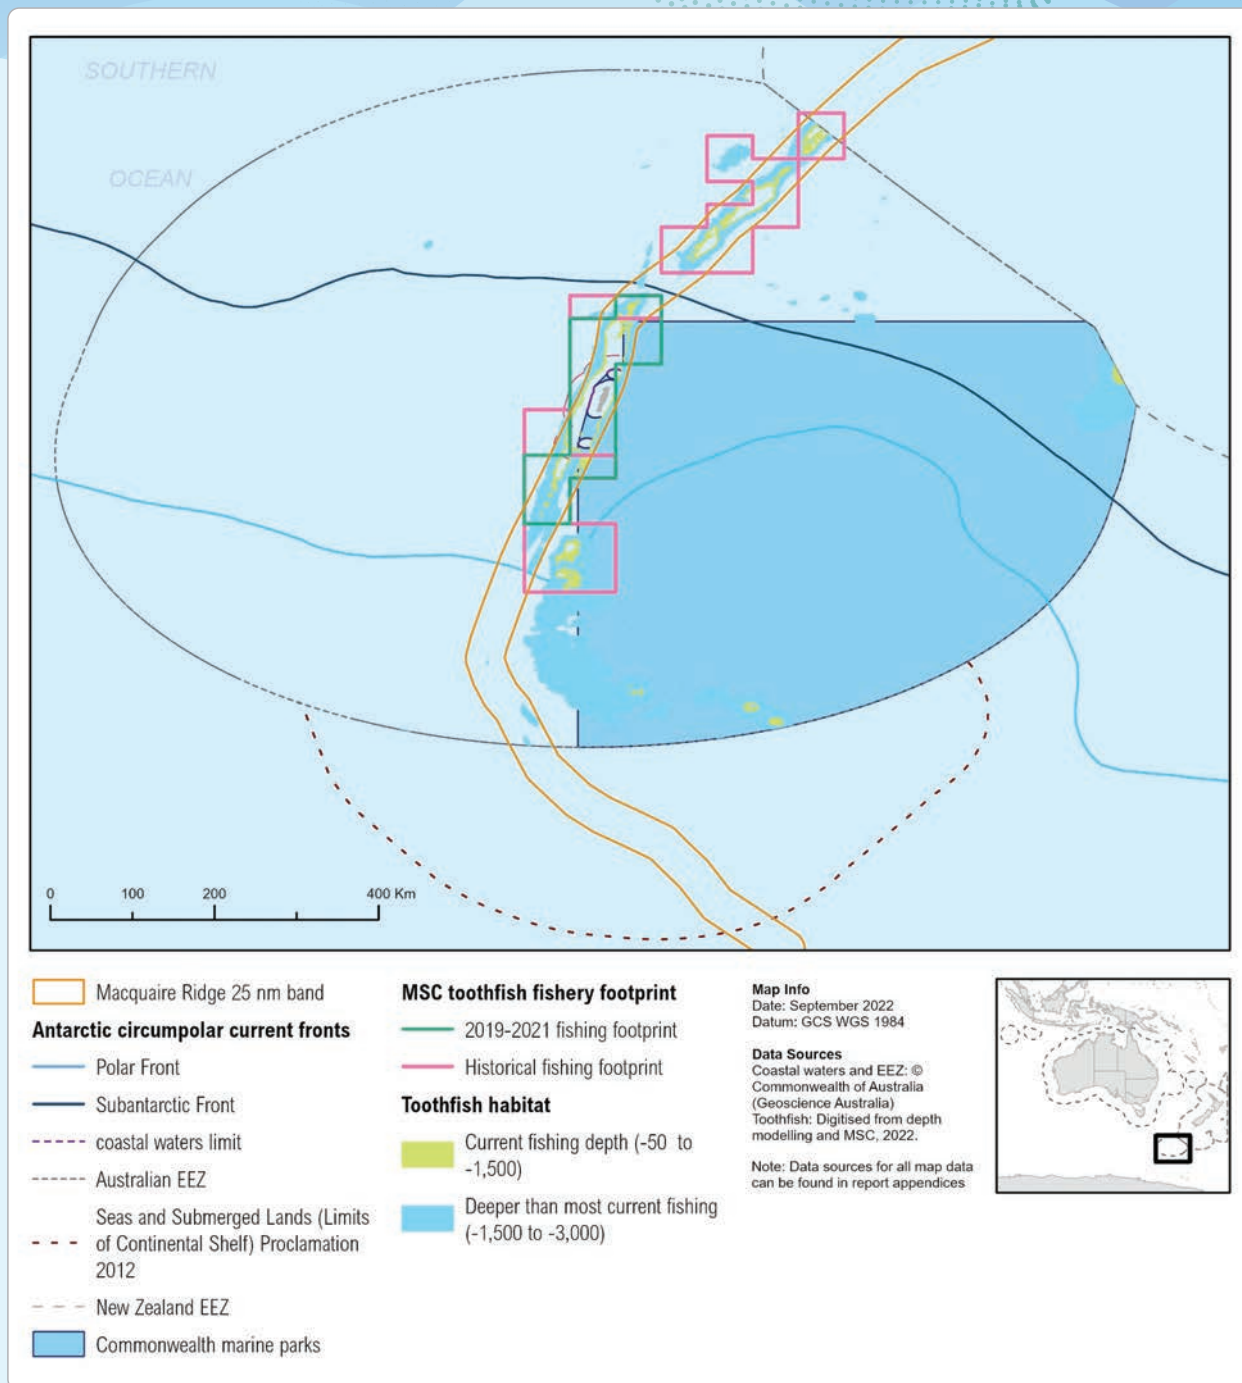 SOUTHERN
OCEAN
0 100 200 400 Km
Macquaire Ridge 25 nm band
Antarctic circumpolar current fronts
Polar Front
Subantarctic Front
coastal waters limit
Australian EEZ
Seas and Submerged Lands (Limits
of Continental Shelf) Proclamation
2012
New Zealand EEZ
Commonwealth marine parks
MSC toothfish fishery footprint
2019-2021 fishing footprint
Historical fishing footprint
Toothfish habitat
Current fishing depth (-50 to
-1,500)
Deeper than most current fishing
(-1,500 to -3,000)
Map Info
Date: September 2022
Datum: GCS WGS 1984
Data Sources
Coastal waters and EEZ: ©
Commonwealth of Australia
(Geoscience Australia)
Toothfish: Digitised from depth
modelling and MSC, 2022.
Note: Data sources for all map data
can be found in report appendices